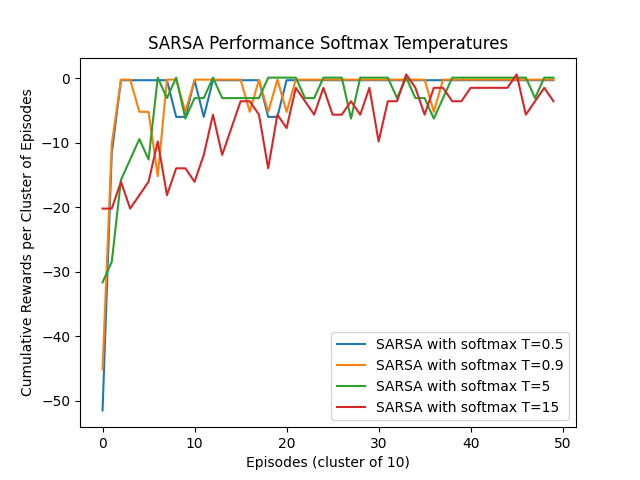 SARSA Performance Softmax Temperatures
Cumulative Rewards per Cluster of Episodes
0
−10
−20
−30
−40
−50
SARSA with softmax T=0.5
SARSA with softmax T=0.9
SARSA with softmax T=5
SARSA with softmax T=15
0 10 20 30 40 50
Episodes (cluster of 10)